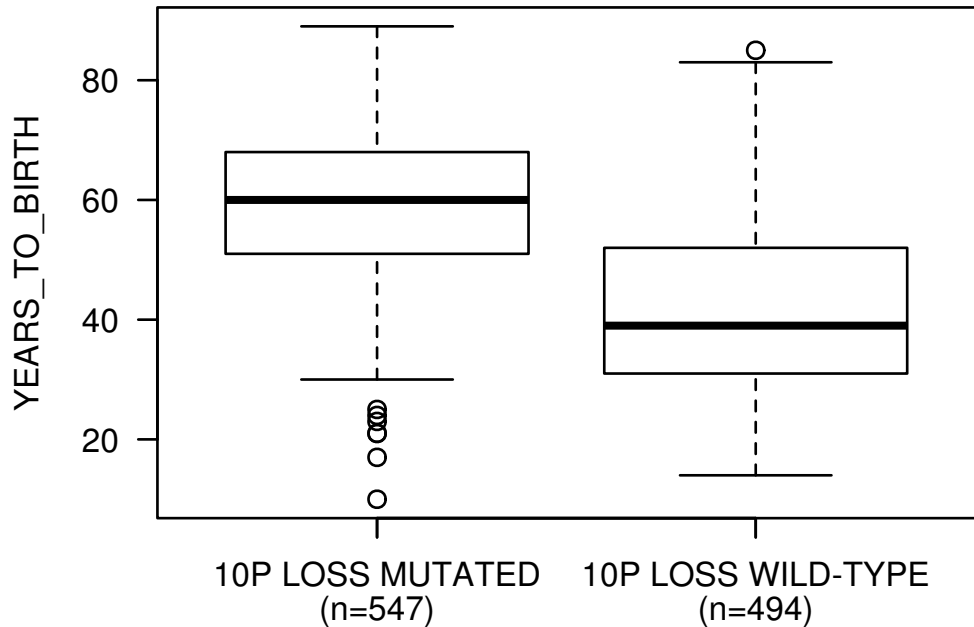 YEARS_TO_BIRTH
80
60
40
20
10P LOSS MUTATED
(n=547)
10P LOSS WILD-TYPE
(n=494)